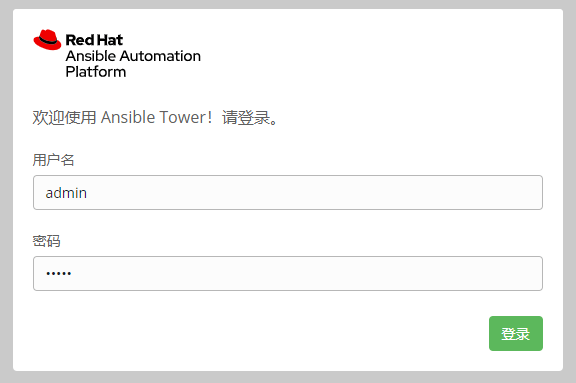 Red Hat
Ansible Automation
Platform
欢迎使用 Ansible Tower！请登录。
用户名
admin
密码
•••••
登录